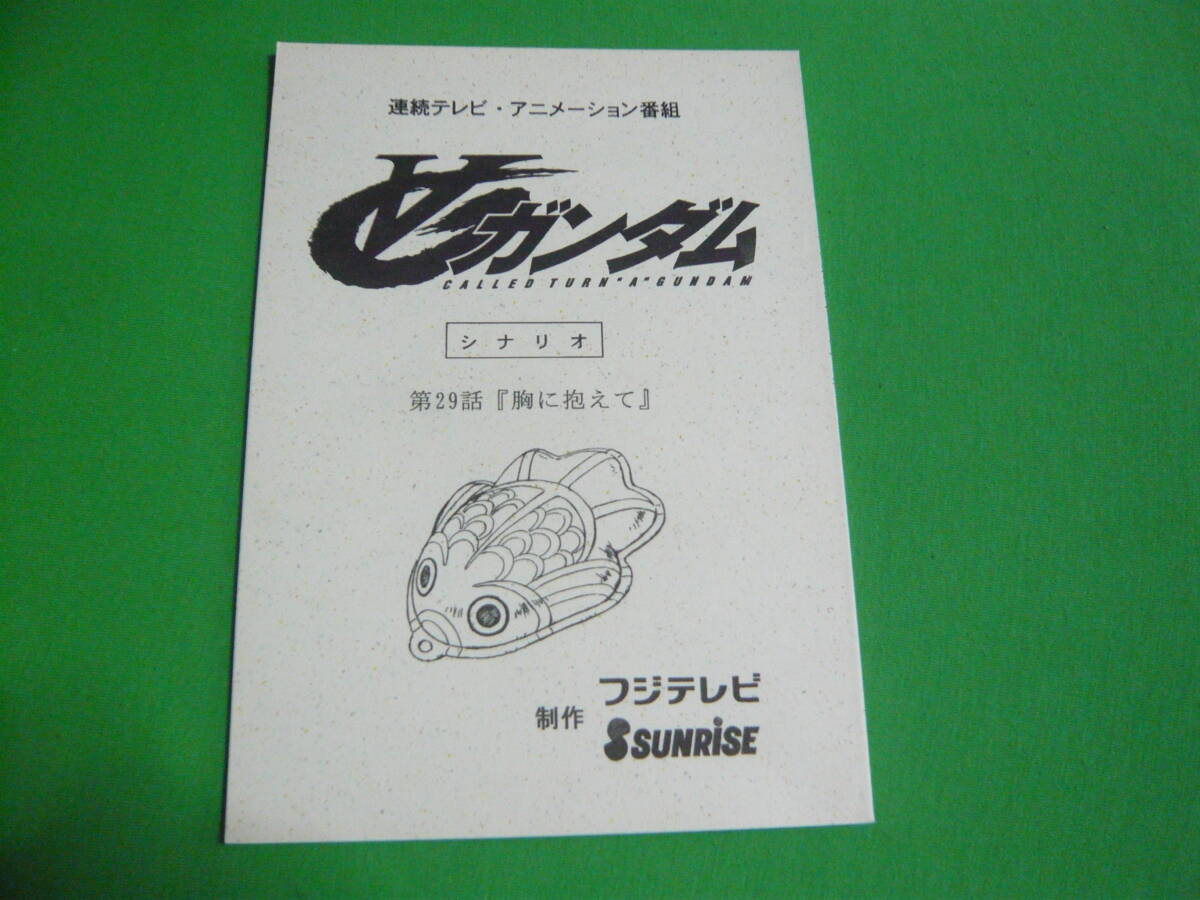 連続テレビ・アニメーション番組
∀ガンダム
CALLED TURN "A" GUNDAM
シナリオ
第29話『胸に抱えて』
制作 フジテレビ
SUNRiSE